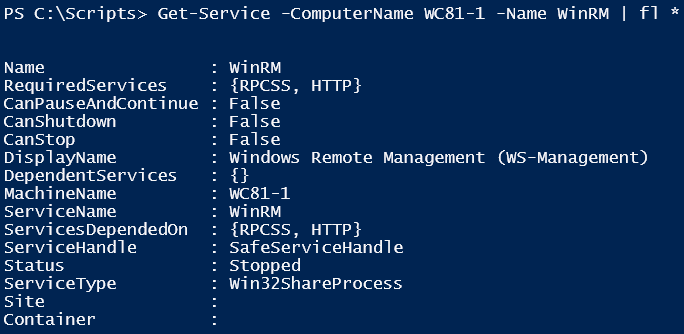 PS C:\Scripts> Get-Service -ComputerName WC81-1 -Name WinRM | fl *
Name : WinRM
RequiredServices : {RPCSS, HTTP}
CanPauseAndContinue : False
CanShutdown : False
CanStop : False
DisplayName : Windows Remote Management (WS-Management)
DependentServices : {}
MachineName : WC81-1
ServiceName : WinRM
ServicesDependedOn : {RPCSS, HTTP}
ServiceHandle : SafeServiceHandle
Status : Stopped
ServiceType : Win32ShareProcess
Site :
Container :